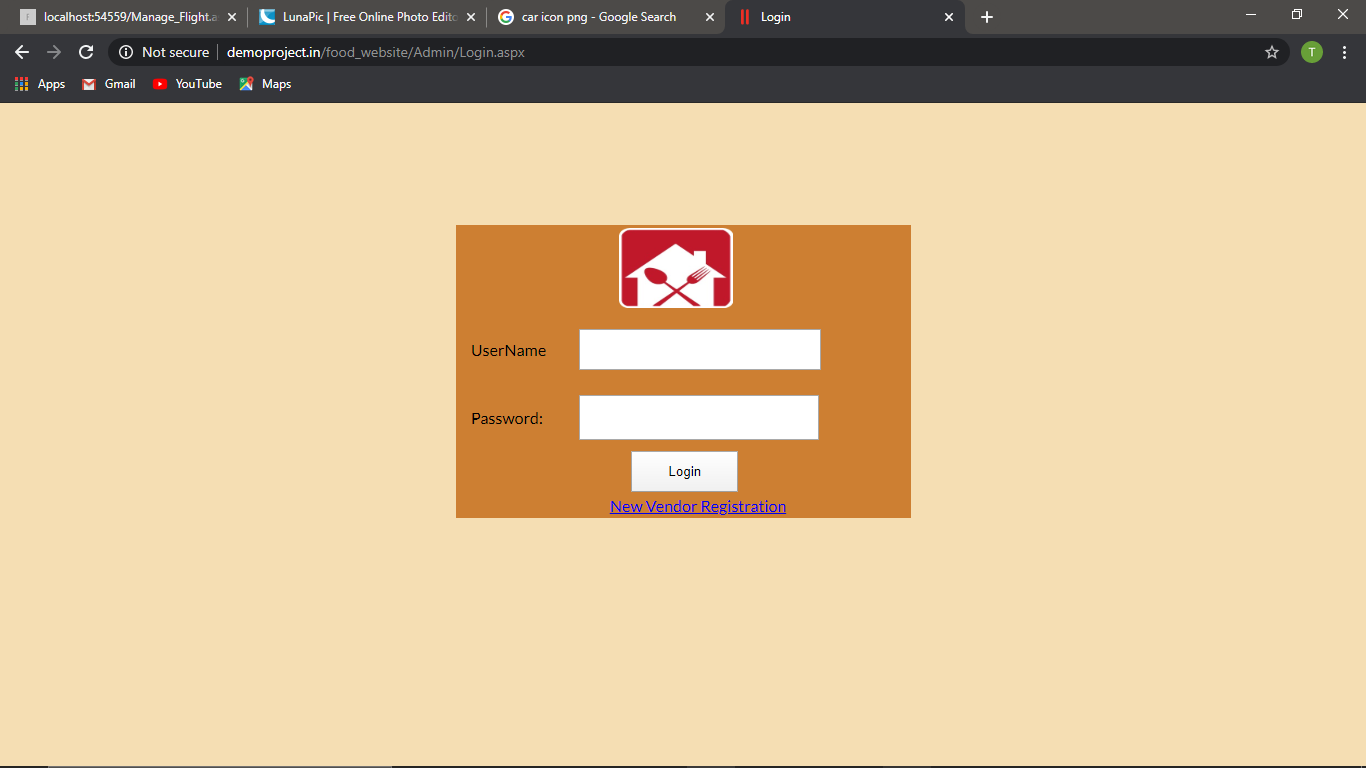 localhost:54559/Manage_Flight.a
LunaPic | Free Online Photo Edito
car icon png - Google Search
Login
Not secure
demoproject.in/food_website/Admin/Login.aspx
T
Apps
Gmail
YouTube
Maps
UserName
Password:
Login
New Vendor Registration